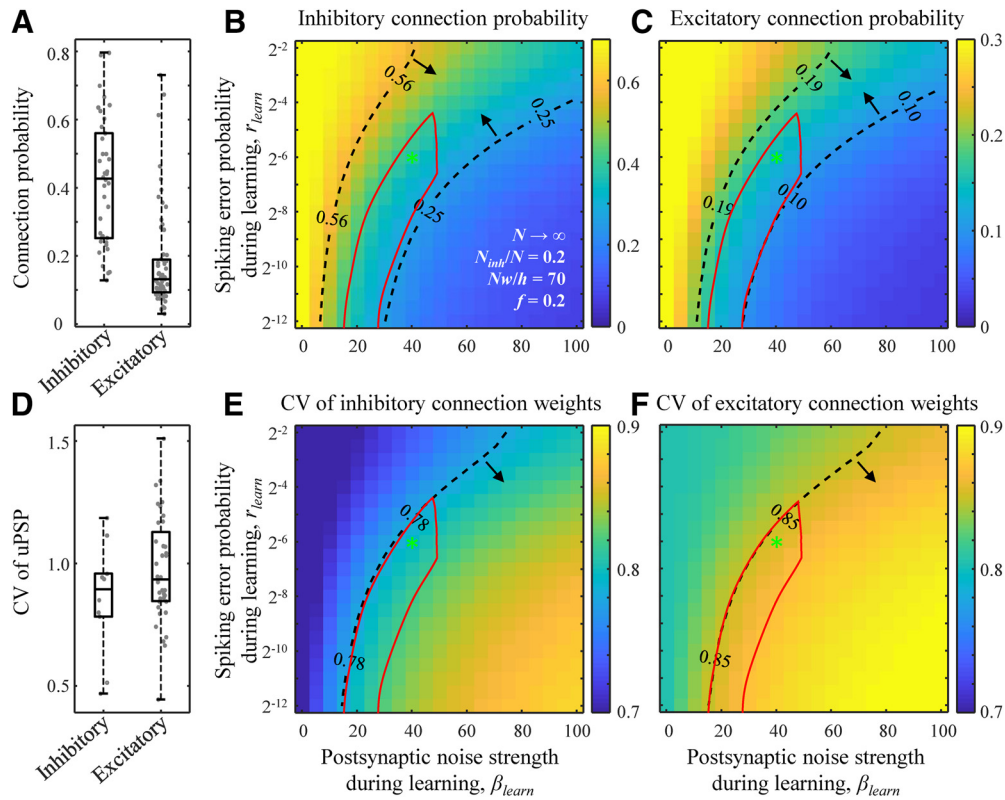 A
Connection probability
0.8
0.6
0.4
0.2
0
Inhibitory
Excitatory
B
Inhibitory connection probability
Spiking error probability
during learning, r_learn
2^-2
2^-4
2^-6
2^-8
2^-10
2^-12
0.56
0.56
0.25
0.25
*
N → ∞
N_inh/N = 0.2
Nw/h = 70
f = 0.2
0 20 40 60 80 100
0.6
0.4
0.2
0
C
Excitatory connection probability
0.19
0.19
0.10
0.10
*
0 20 40 60 80 100
0.3
0.2
0.1
0
D
CV of uPSP
1.5
1.0
0.5
Inhibitory
Excitatory
E
CV of inhibitory connection weights
Spiking error probability
during learning, r_learn
2^-2
2^-4
2^-6
2^-8
2^-10
2^-12
0.78
0.78
*
0 20 40 60 80 100
Postsynaptic noise strength
during learning, β_learn
0.9
0.8
0.7
F
CV of excitatory connection weights
0.85
0.85
*
0 20 40 60 80 100
Postsynaptic noise strength
during learning, β_learn
0.9
0.8
0.7